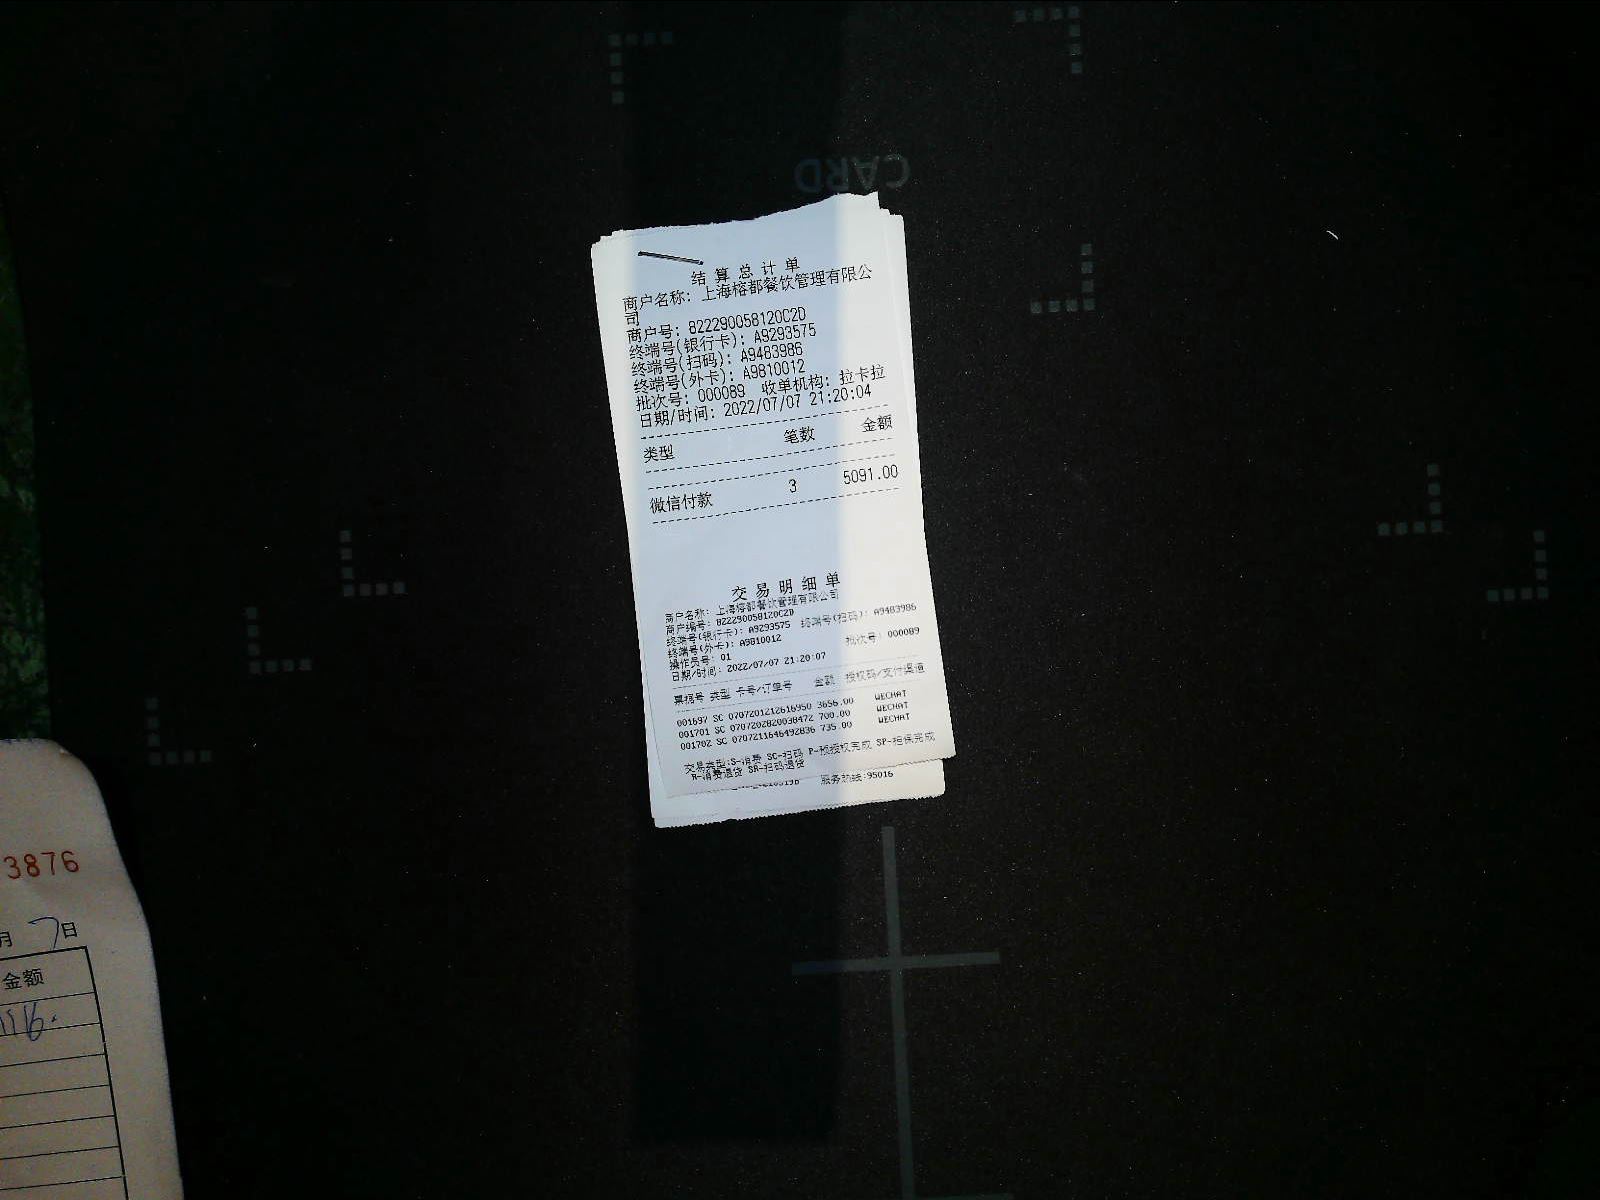 CARD
结算总计单
商户名称: 上海榕都餐饮管理有限公
司
商户号: 822290058120C2D
终端号(银行卡): A9293575
终端号(扫码): A9483986
终端号(外卡): A9810012
批次号: 000089 收单机构: 拉卡拉
日期/时间: 2022/07/07 21:20:04
类型 笔数 金额
微信付款 3 5091.00
交易明细单
商户名称: 上海榕都餐饮管理有限公司
商户编号: 822290058120C2D
终端号(银行卡): A9293575 终端号(扫码): A9483986
终端号(外卡): A9810012 批次号: 000089
操作员号: 01
日期/时间: 2022/07/07 21:20:07
票据号 类型 卡号/订单号 金额 授权码/支付渠道
001697 SC 0707201212616950 3656.00 WECHAT
001701 SC 0707202820038472 700.00 WECHAT
001702 SC 0707211646492836 735.00 WECHAT
交易类型:S-消费 SC-扫码 P-预授权完成 SP-担保完成
R-消费退货 SR-扫码退货
服务热线:95016
3876
月 7日
金额